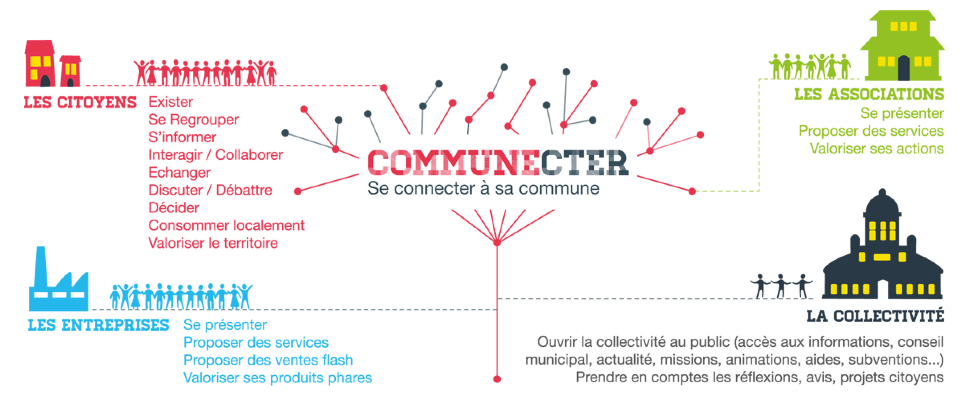 LES CITOYENS
Exister
Se Regrouper
S'informer
Interagir / Collaborer
Echanger
Discuter / Débattre
Décider
Consommer localement
Valoriser le territoire
COMMUNECTER
Se connecter à sa commune
LES ASSOCIATIONS
Se présenter
Proposer des services
Valoriser ses actions
LES ENTREPRISES
Se présenter
Proposer des services
Proposer des ventes flash
Valoriser ses produits phares
LA COLLECTIVITÉ
Ouvrir la collectivité au public (accès aux informations, conseil
municipal, actualité, missions, animations, aides, subventions...)
Prendre en comptes les réflexions, avis, projets citoyens